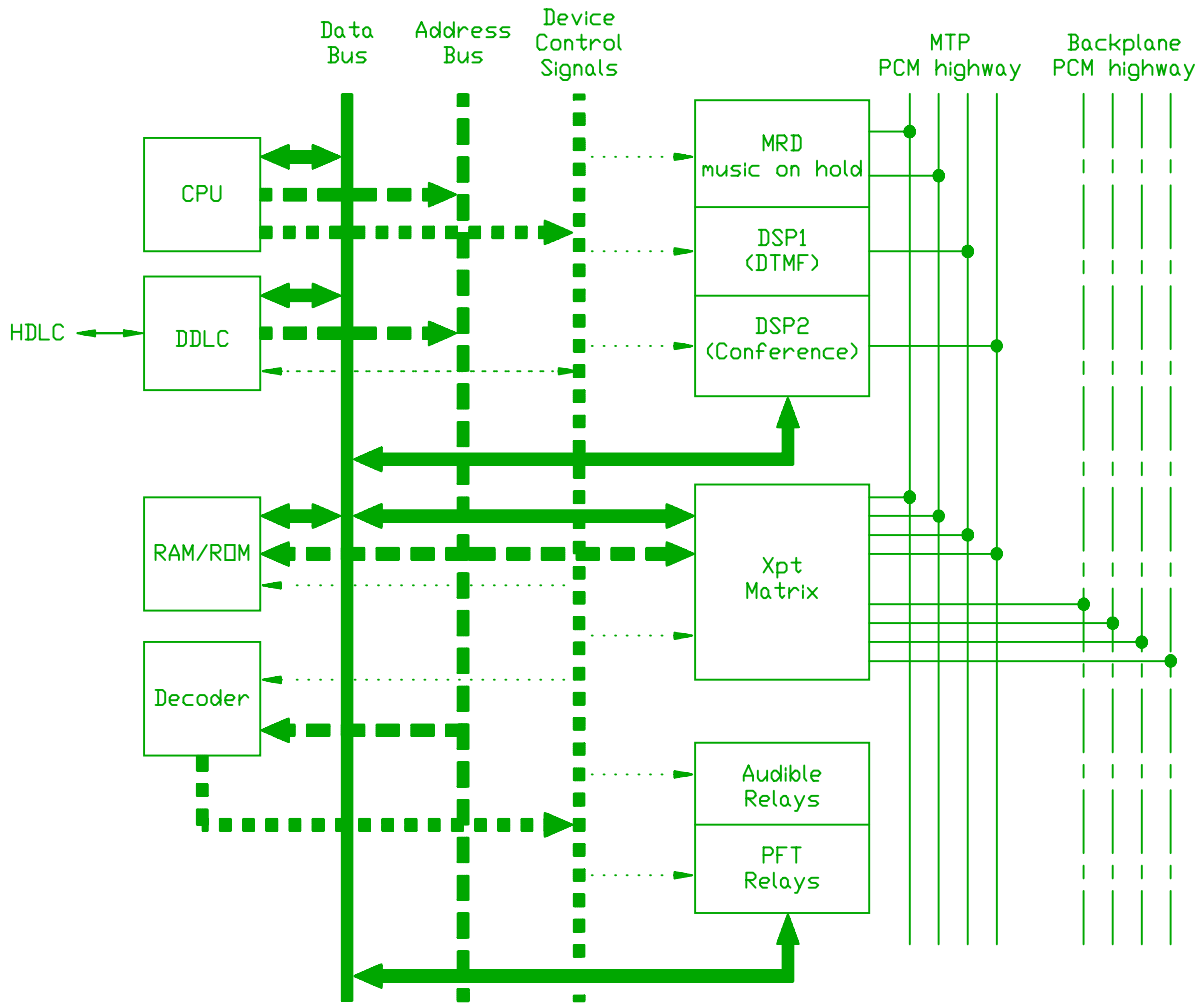 Data
Bus
Address
Bus
Device
Control
Signals
MTP
PCM highway
Backplane
PCM highway
CPU
MRD
music on hold
DSP1
(DTMF)
HDLC
DDLC
DSP2
(Conference)
RAM/ROM
Xpt
Matrix
Decoder
Audible
Relays
PFT
Relays